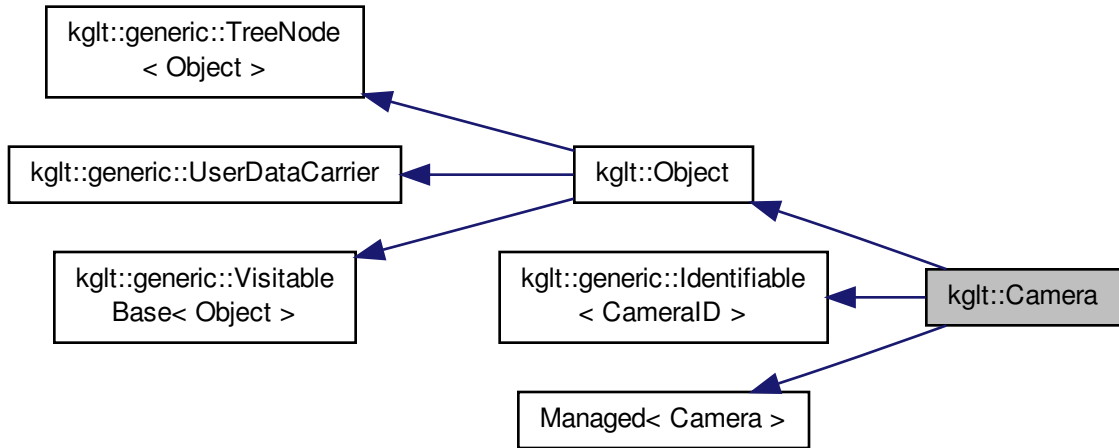 kglt::generic::TreeNode
< Object >
kglt::generic::UserDataCarrier
kglt::Object
kglt::generic::Visitable
Base< Object >
kglt::generic::Identifiable
< CameraID >
kglt::Camera
Managed< Camera >